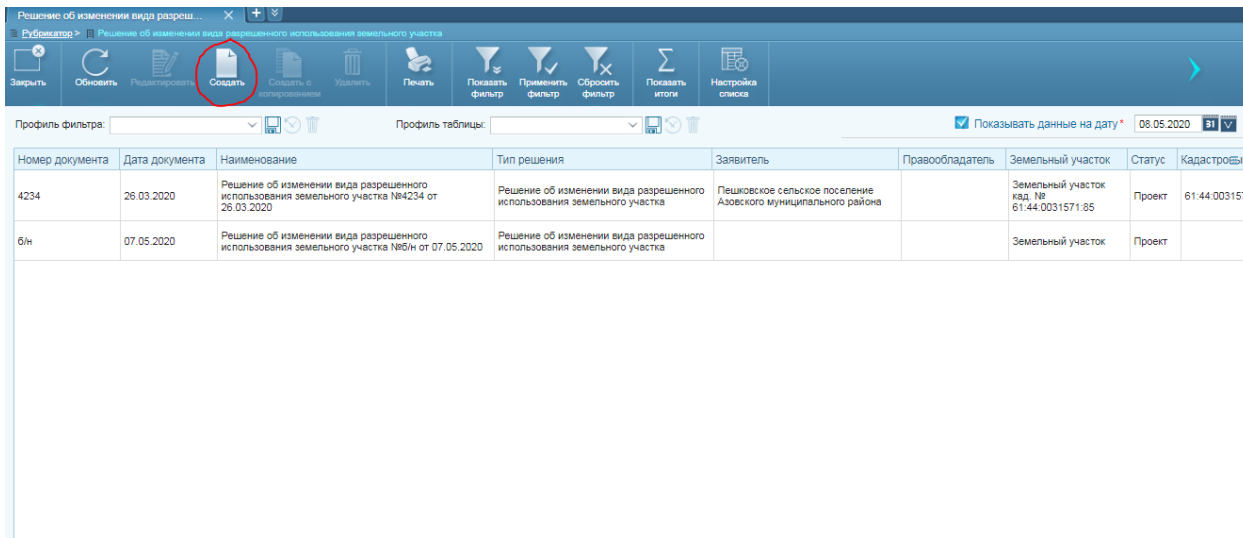 Решение об изменении вида разреш...
Рубрикатор > Решение об изменении вида разрешенного использования земельного участка
Закрыть Обновить Редактировать Создать Создать с копированием Удалить Печать Показать фильтр Применить фильтр Сбросить фильтр Показать итоги Настройка списка
Профиль фильтра: Профиль таблицы: Показывать данные на дату* 08.05.2020 31
Номер документа Дата документа Наименование Тип решения Заявитель Правообладатель Земельный участок Статус
Решение об изменении вида разрешенного
использования земельного участка №4234 от
26.03.2020
4234 26.03.2020
Решение об изменении вида разрешенного
использования земельного участка
Пешковское сельское поселение
Азовского муниципального района
Земельный участок
кад. №
61:44:0031571:85
Проект 61:44:00315
б/н 07.05.2020
Решение об изменении вида разрешенного
использования земельного участка №б/н от 07.05.2020
Решение об изменении вида разрешенного
использования земельного участка
Земельный участок Проект